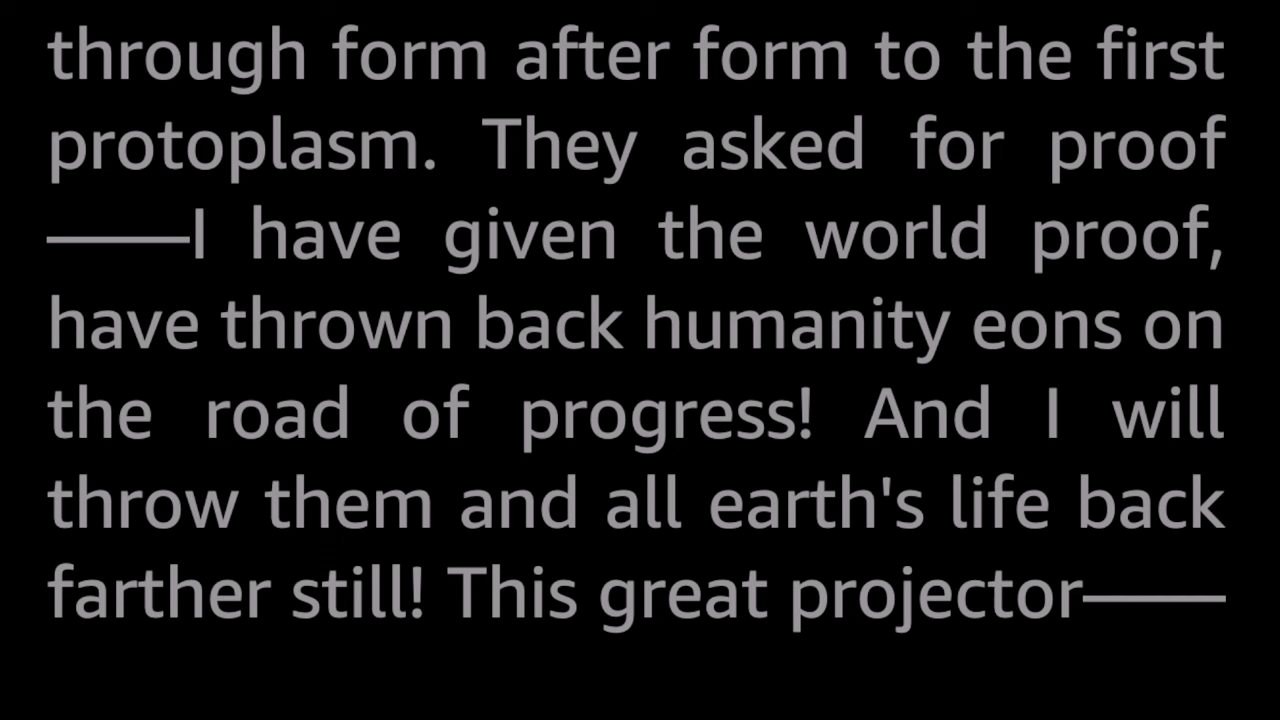 through form after form to the first
protoplasm. They asked for proof
——I have given the world proof,
have thrown back humanity eons on
the road of progress! And I will
throw them and all earth's life back
farther still! This great projector——